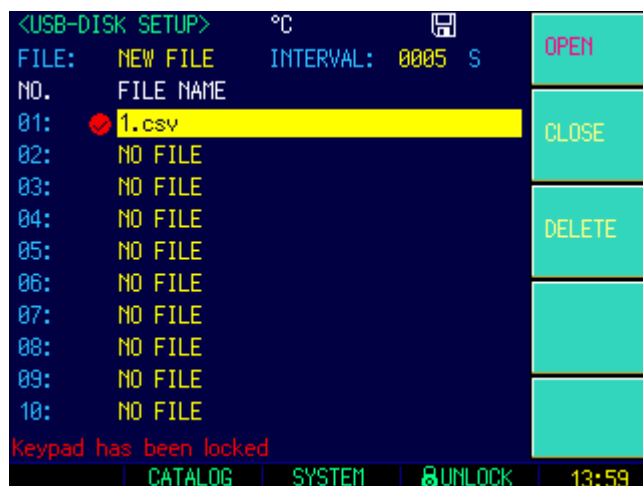 <USB-DISK SETUP> °C
FILE: NEW FILE INTERVAL: 0005 S
NO. FILE NAME
01: 1.csv
02: NO FILE
03: NO FILE
04: NO FILE
05: NO FILE
06: NO FILE
07: NO FILE
08: NO FILE
09: NO FILE
10: NO FILE
Keypad has been locked
OPEN
CLOSE
DELETE
CATALOG SYSTEM UNLOCK 13:59